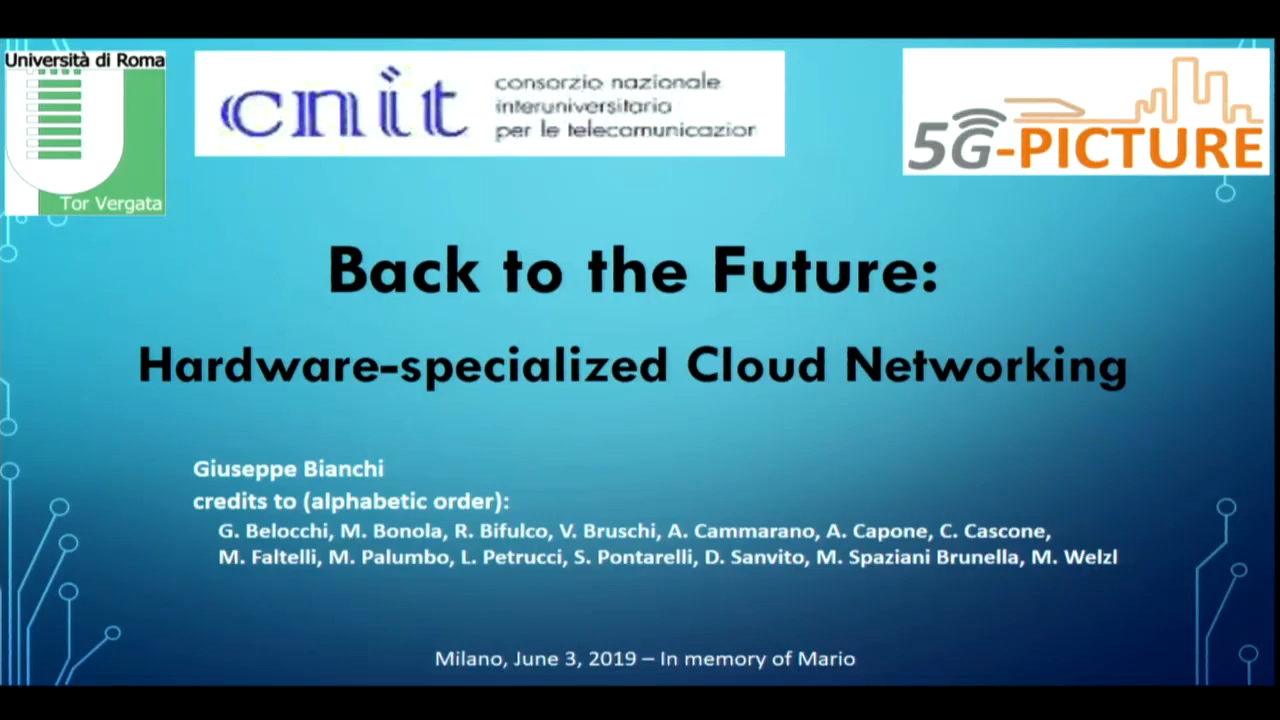 Università di Roma
Tor Vergata
cnit
consorzio nazionale
interuniversitario
per le telecomunicazior
5G-PICTURE
Back to the Future:
Hardware-specialized Cloud Networking
Giuseppe Bianchi
credits to (alphabetic order):
G. Belocchi, M. Bonola, R. Bifulco, V. Bruschi, A. Cammarano, A. Capone, C. Cascone,
M. Faltelli, M. Palumbo, L. Petrucci, S. Pontarelli, D. Sanvito, M. Spaziani Brunella, M. Welzl
Milano, June 3, 2019 – In memory of Mario